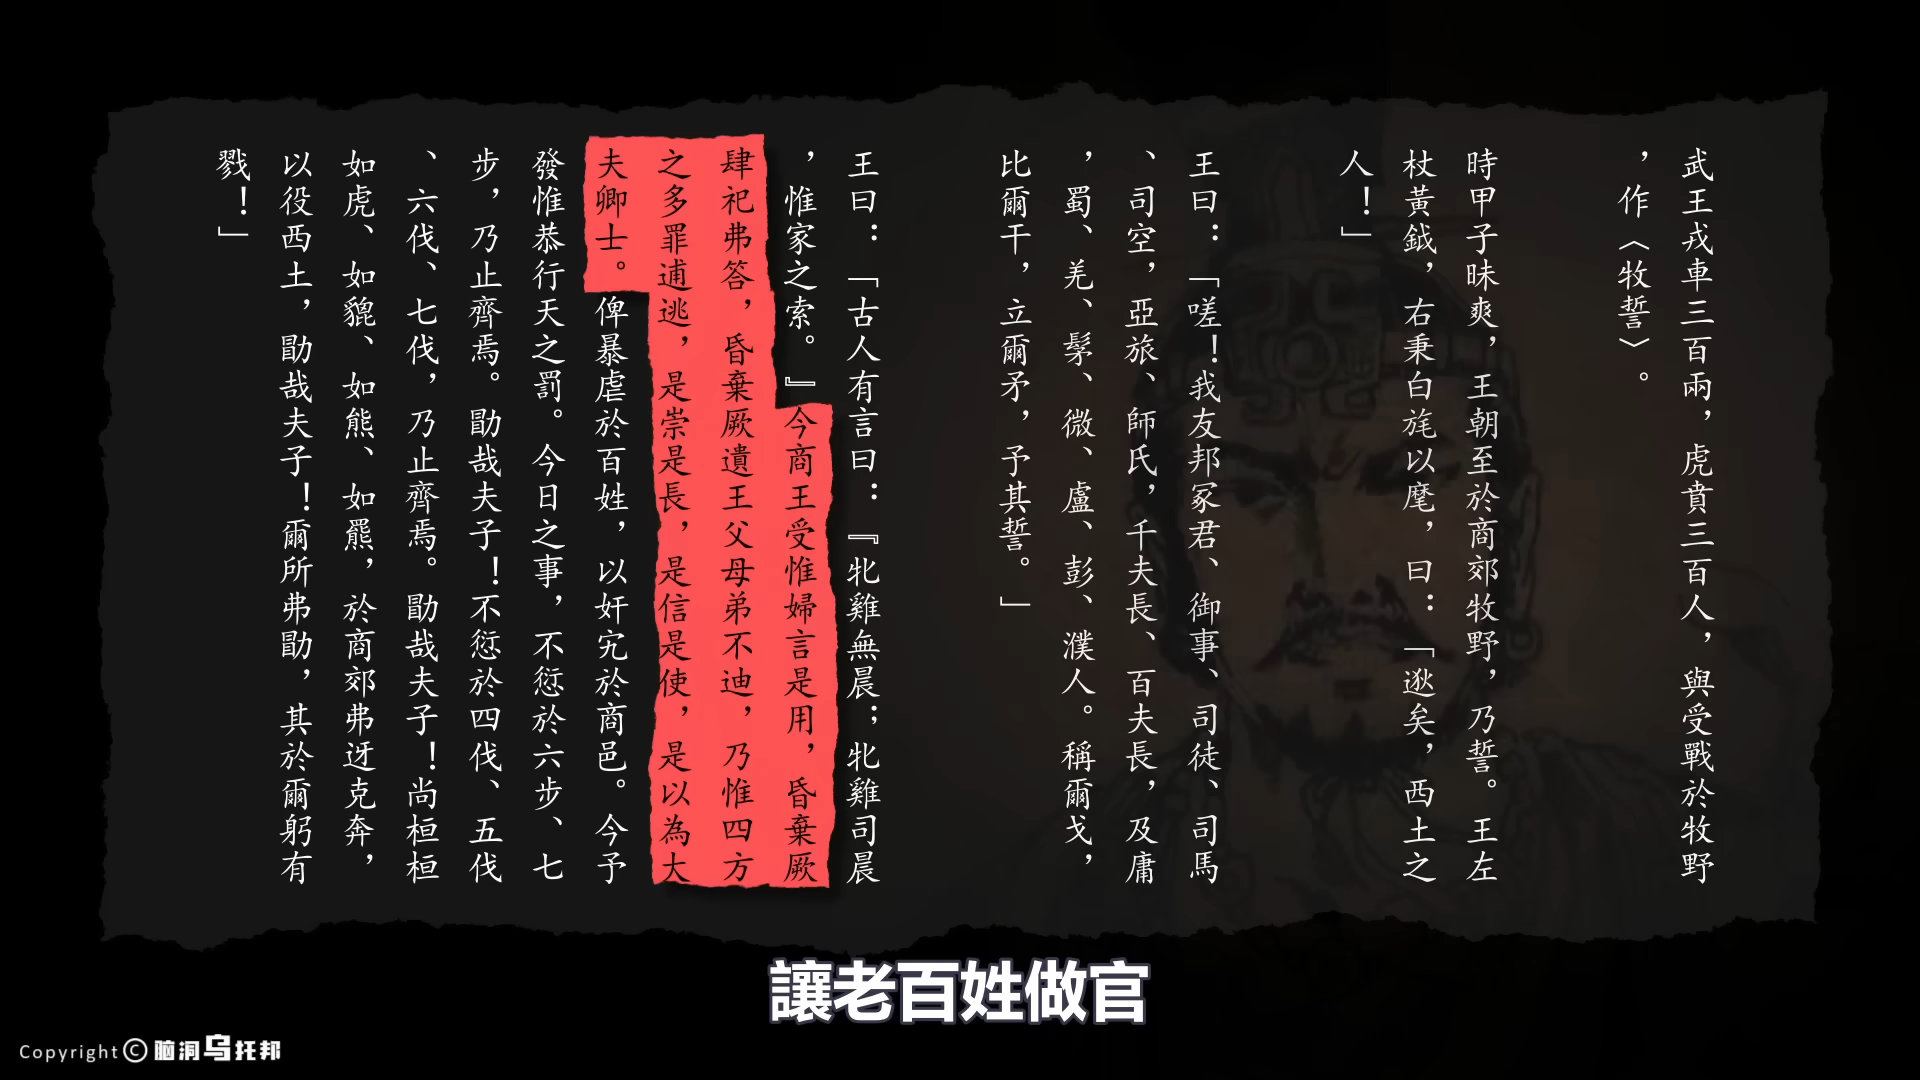 武王戎車三百兩，虎賁三百人，與受戰於牧野
，作〈牧誓〉。
時甲子昧爽，王朝至於商郊牧野，乃誓。王左
杖黃鉞，右秉白旄以麾，曰：「逖矣，西土之
人！」
王曰：「嗟！我友邦冢君、御事、司徒、司馬
、司空，亞旅、師氏，千夫長、百夫長，及庸
，蜀、羌、髳、微、盧、彭、濮人。稱爾戈，
比爾干，立爾矛，予其誓。」
王曰：「古人有言曰：『牝雞無晨；牝雞司晨
，惟家之索。』今商王受惟婦言是用，昏棄厥
肆祀弗答，昏棄厥遺王父母弟不迪，乃惟四方
之多罪逋逃，是崇是長，是信是使，是以為大
夫卿士。俾暴虐於百姓，以奸宄於商邑。今予
發惟恭行天之罰。今日之事，不愆於六步、七
步，乃止齊焉。勖哉夫子！不愆於四伐、五伐
、六伐、七伐，乃止齊焉。勖哉夫子！尚桓桓
如虎、如貔、如熊、如羆，於商郊弗迓克奔，
以役西土，勖哉夫子！爾所弗勖，其於爾躬有
戮！」
讓老百姓做官
Copyright © 脑洞乌托邦